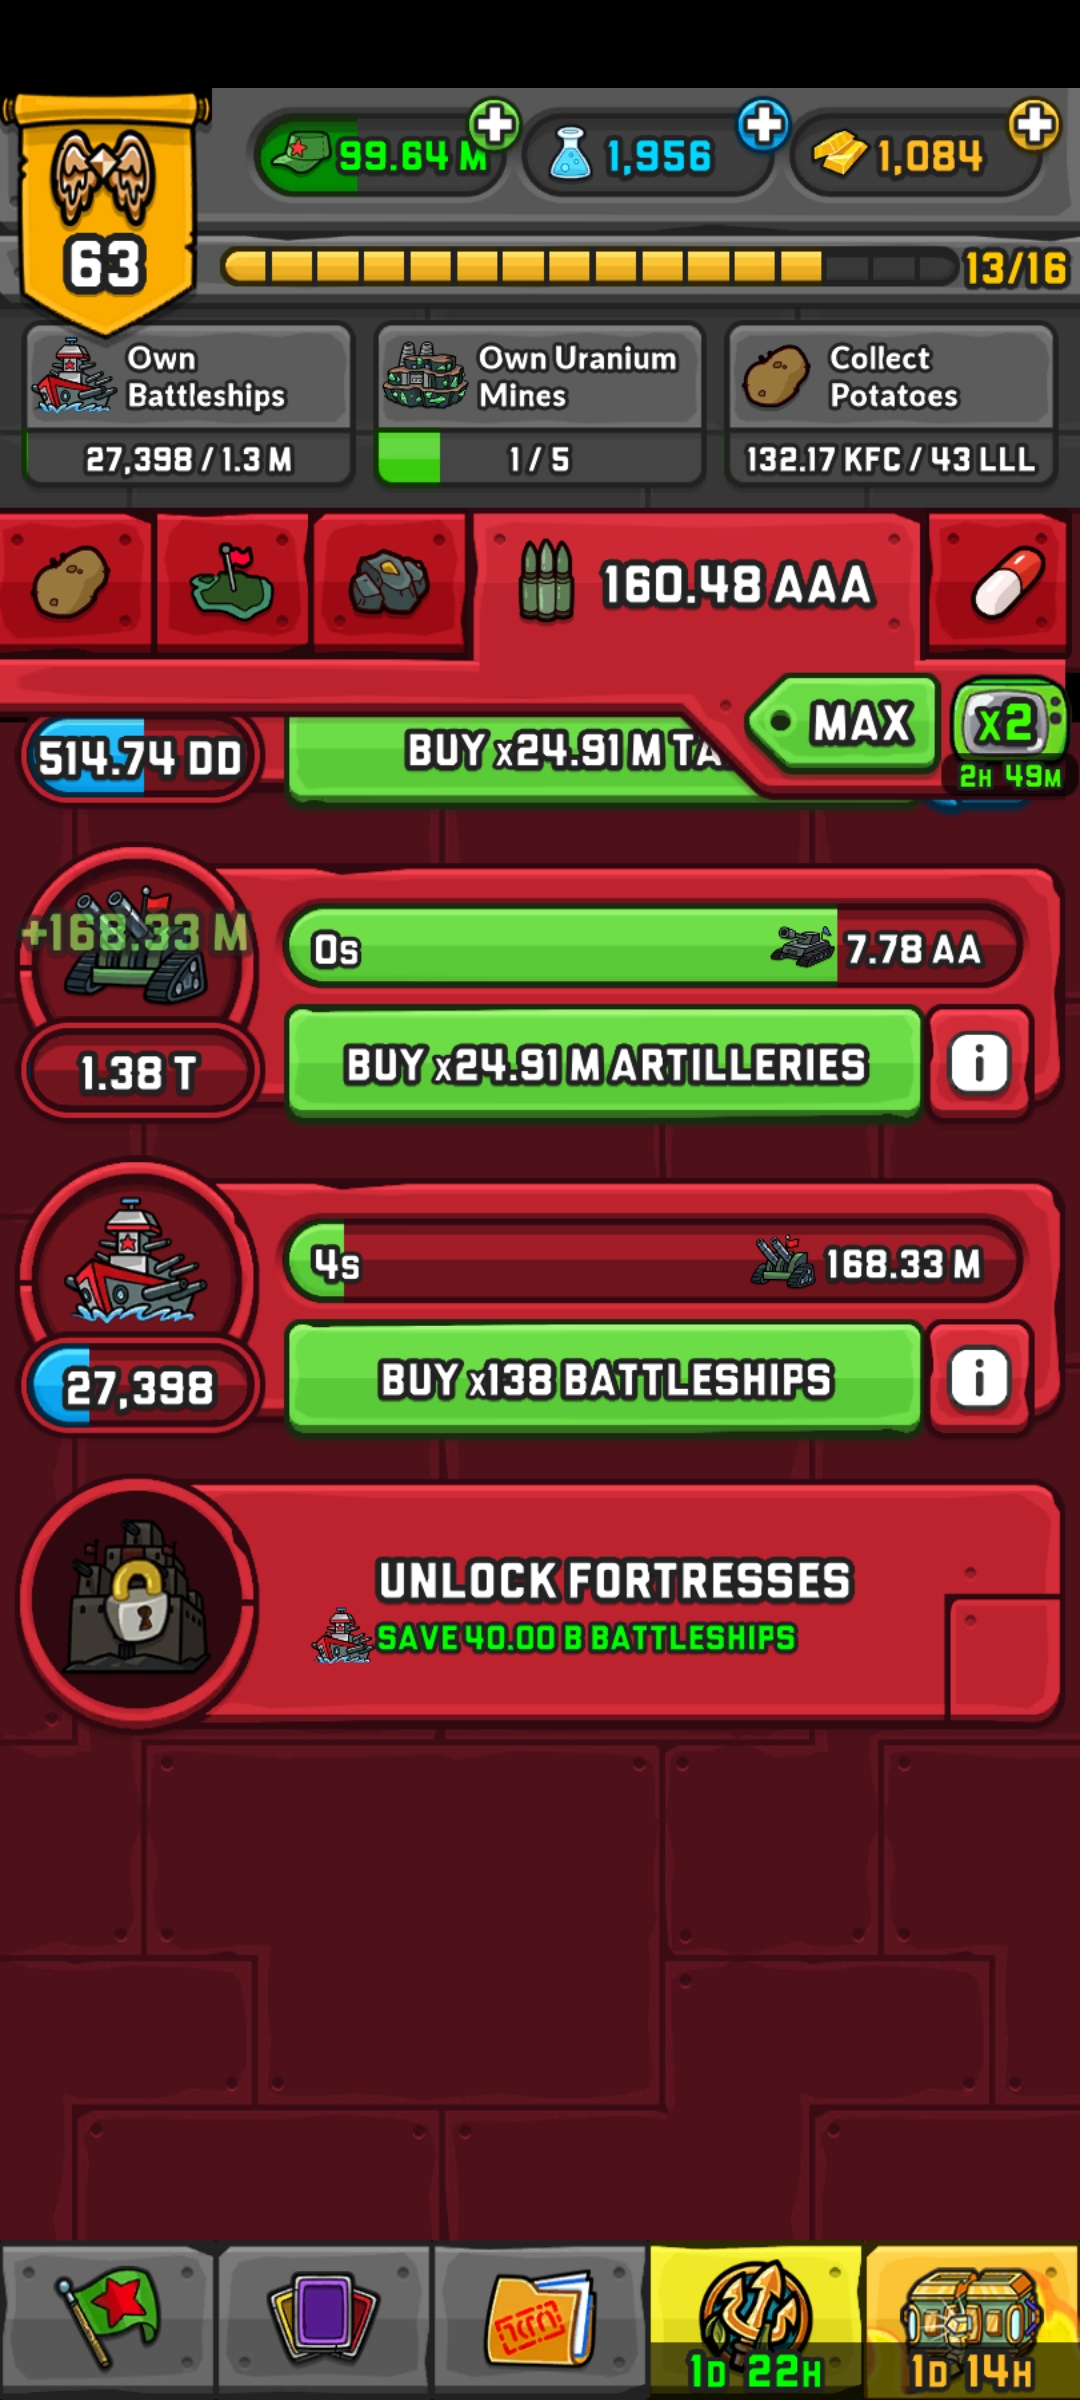 99.64 M
1,956
1,084
63
13/16
Own
Battleships
27,398 / 1.3 M
Own Uranium
Mines
1 / 5
Collect
Potatoes
132.17 KFC / 43 LLL
160.48 AAA
MAX
x2
2H 49M
514.74 DD
BUY x24.91 M TA
+168.33 M
0s
7.78 AA
1.38 T
BUY x24.91 M ARTILLERIES
i
4s
168.33 M
27,398
BUY x138 BATTLESHIPS
i
UNLOCK FORTRESSES
SAVE 40.00 B BATTLESHIPS
1D 22H
1D 14H